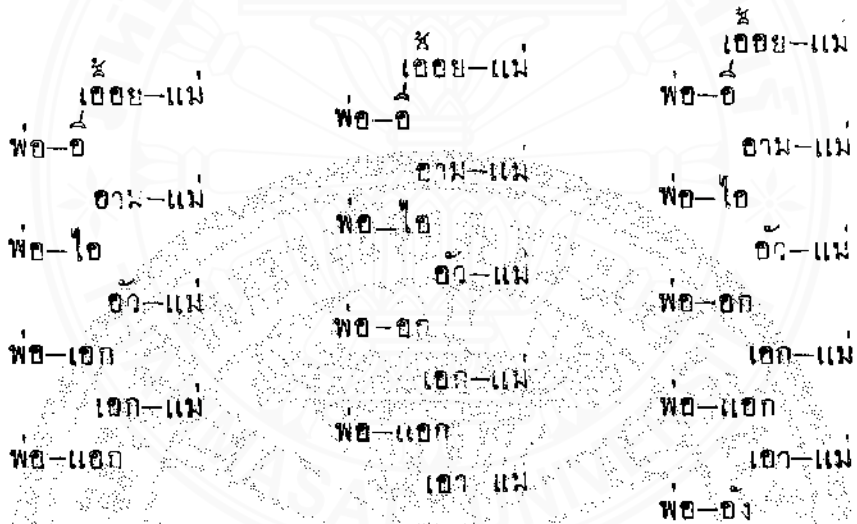 เอื้อย-แม่
พ่อ-อี่
อาม-แม่
พ่อ-ไอ
อัว-แม่
พ่อ-เอก
เอก-แม่
พ่อ-แอก
เอื้อย-แม่
พ่อ-อี่
อาม-แม่
พ่อ-ไอ
อัว-แม่
พ่อ-อก
เอก-แม่
พ่อ-แอก
เอา แม่
เอื้อย-แม่
พ่อ-อี่
อาม-แม่
พ่อ-ไอ
อัว-แม่
พ่อ-อก
เอก-แม่
พ่อ-แอก
เอา-แม่
พ่อ-อัง